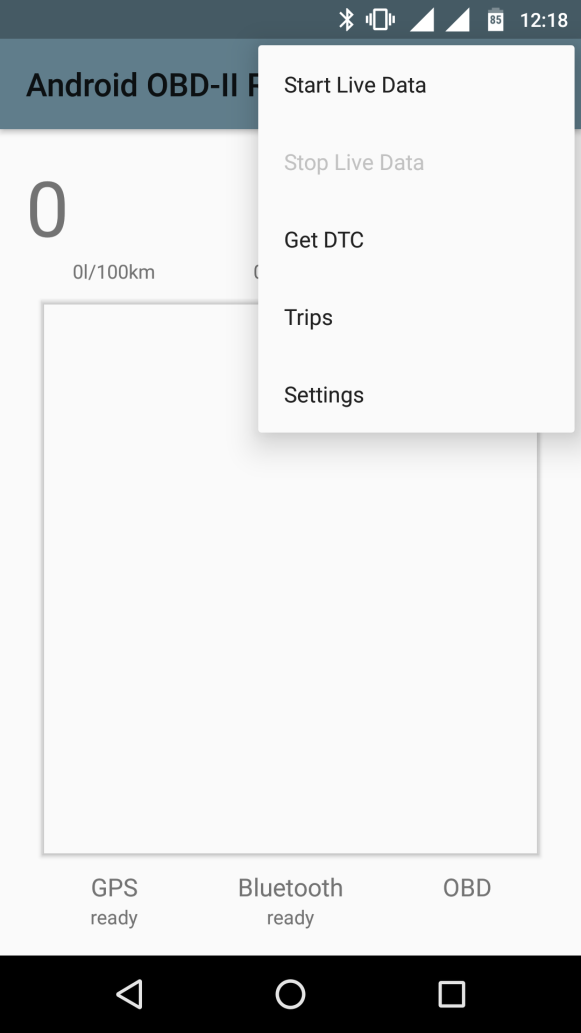 85 12:18
Android OBD-II
Start Live Data
Stop Live Data
Get DTC
Trips
Settings
0
0l/100km
GPS
ready
Bluetooth
ready
OBD